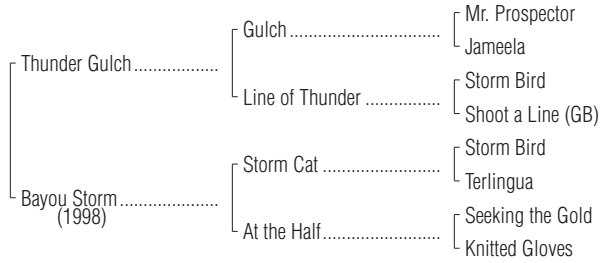 Mr. Prospector
Gulch........................................
Jameela
Thunder Gulch......................
Storm Bird
Line of Thunder ....................
Shoot a Line (GB)
Storm Bird
Storm Cat ...............................
Terlingua
Bayou Storm.........................
(1998)
Seeking the Gold
At the Half...............................
Knitted Gloves